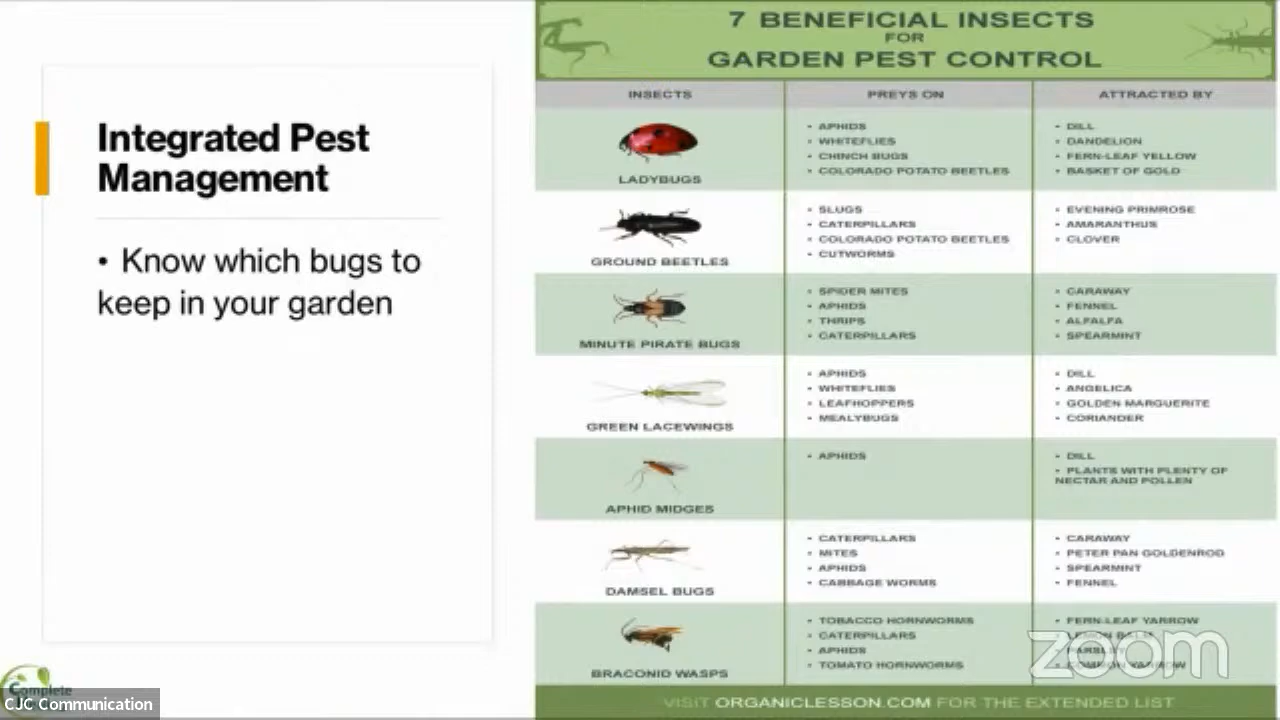 Integrated Pest
Management
• Know which bugs to
keep in your garden
7 BENEFICIAL INSECTS
FOR
GARDEN PEST CONTROL
INSECTS
PREYS ON
ATTRACTED BY
LADYBUGS
• APHIDS
• WHITEFLIES
• CHINCH BUGS
• COLORADO POTATO BEETLES
• DILL
• DANDELION
• FERN-LEAF YELLOW
• BASKET OF GOLD
GROUND BEETLES
• SLUGS
• CATERPILLARS
• COLORADO POTATO BEETLES
• CUTWORMS
• EVENING PRIMROSE
• AMARANTHUS
• CLOVER
MINUTE PIRATE BUGS
• SPIDER MITES
• APHIDS
• THRIPS
• CATERPILLARS
• CARAWAY
• FENNEL
• ALFALFA
• SPEARMINT
GREEN LACEWINGS
• APHIDS
• WHITEFLIES
• LEAFHOPPERS
• MEALYBUGS
• DILL
• ANGELICA
• GOLDEN MARGUERITE
• CORIANDER
APHID MIDGES
• APHIDS
• DILL
• PLANTS WITH PLENTY OF
NECTAR AND POLLEN
DAMSEL BUGS
• CATERPILLARS
• MITES
• APHIDS
• CABBAGE WORMS
• CARAWAY
• PETER PAN GOLDENROD
• SPEARMINT
• FENNEL
BRACONID WASPS
• TOBACCO HORNWORMS
• CATERPILLARS
• APHIDS
• TOMATO HORNWORMS
• FERN-LEAF YARROW
• LEMON BALM
• PARSLEY
• COMMON YARROW
zoom
VISIT ORGANICLESSON.COM FOR THE EXTENDED LIST
Complete
CJC Communication